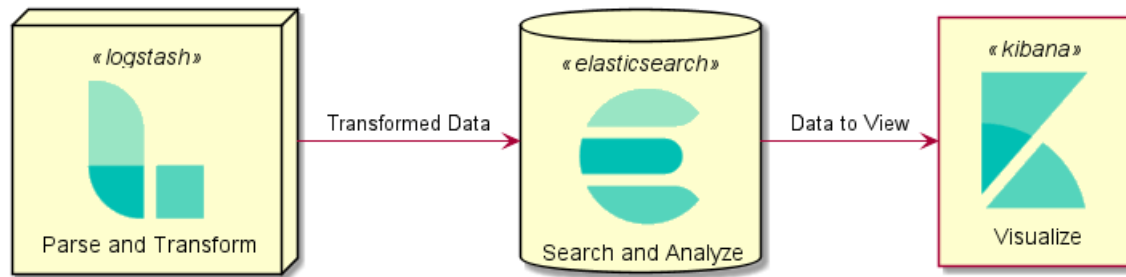 «logstash»
Parse and Transform
Transformed Data
«elasticsearch»
Search and Analyze
Data to View
«kibana»
Visualize